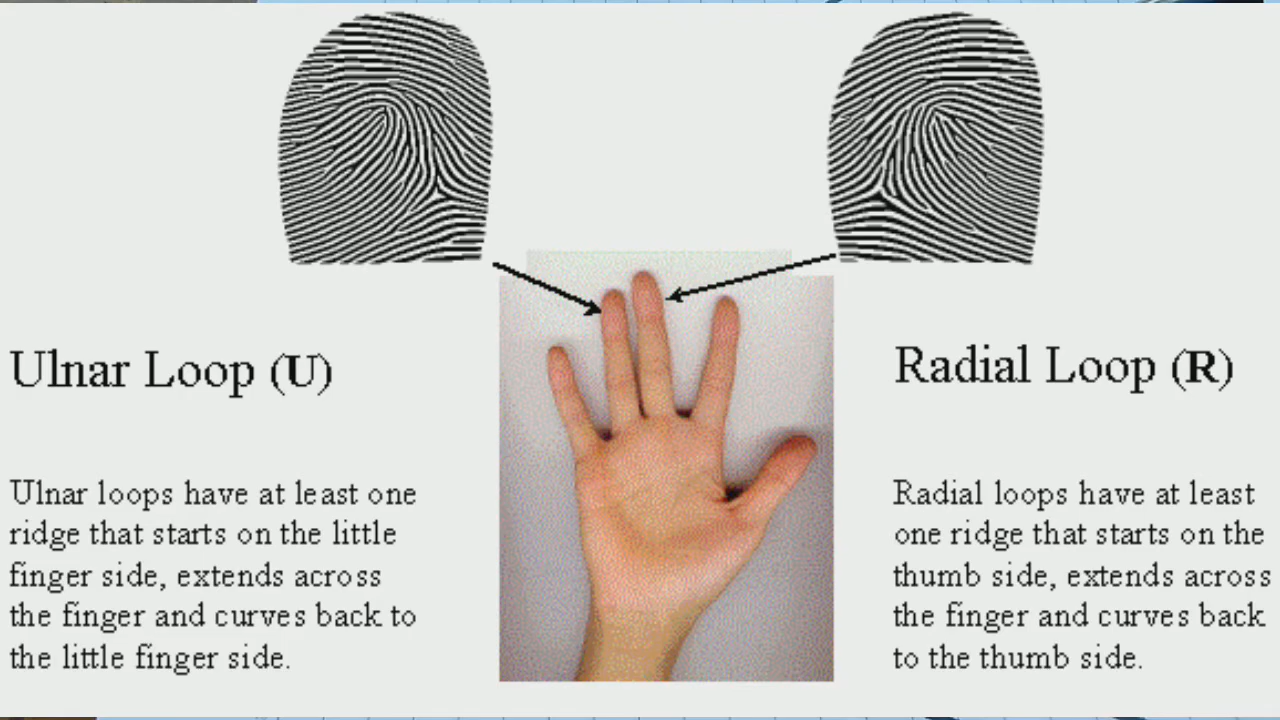 Ulnar Loop (U)
Ulnar loops have at least one
ridge that starts on the little
finger side, extends across
the finger and curves back to
the little finger side.
Radial Loop (R)
Radial loops have at least
one ridge that starts on the
thumb side, extends across
the finger and curves back
to the thumb side.